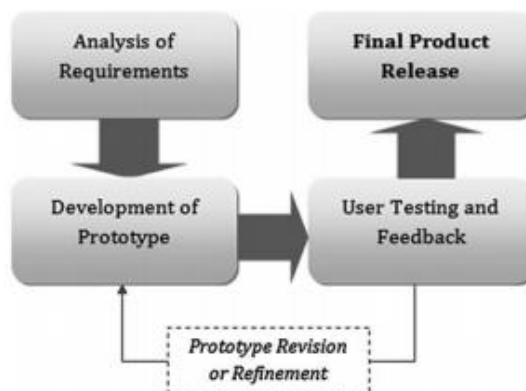 Analysis of
Requirements
Final Product
Release
Development of
Prototype
User Testing and
Feedback
Prototype Revision
or Refinement